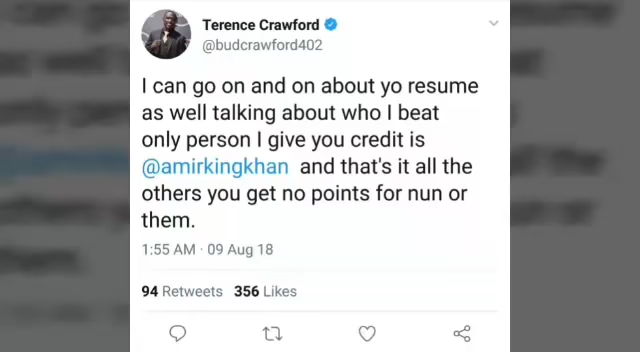 Terence Crawford
@budcrawford402
I can go on and on about yo resume
as well talking about who I beat
only person I give you credit is
@amirkingkhan and that's it all the
others you get no points for nun or
them.
1:55 AM · 09 Aug 18
94 Retweets 356 Likes